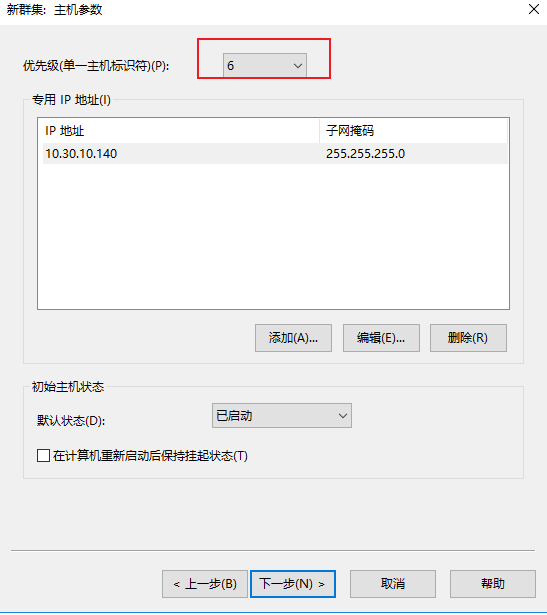 新群集: 主机参数
优先级(单一主机标识符)(P):
6
专用 IP 地址(I)
IP 地址
子网掩码
10.30.10.140
255.255.255.0
添加(A)...
编辑(E)...
删除(R)
初始主机状态
默认状态(D):
已启动
在计算机重新启动后保持挂起状态(T)
< 上一步(B)
下一步(N) >
取消
帮助